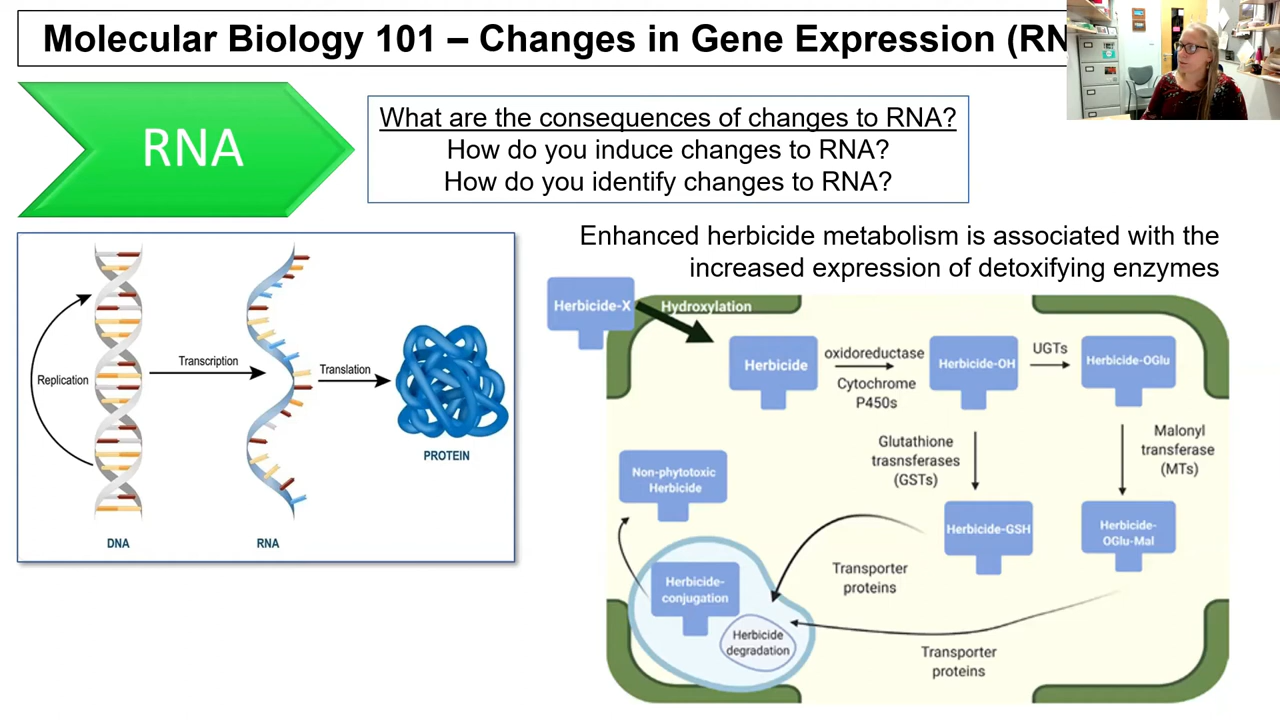 Molecular Biology 101 – Changes in Gene Expression (RN
RNA
What are the consequences of changes to RNA?
How do you induce changes to RNA?
How do you identify changes to RNA?
Replication
Transcription
Translation
PROTEIN
DNA
RNA
Enhanced herbicide metabolism is associated with the
increased expression of detoxifying enzymes
Herbicide-X
Hydroxylation
Herbicide
oxidoreductase
Cytochrome
P450s
Herbicide-OH
UGTs
Herbicide-OGlu
Glutathione
trasnsferases
(GSTs)
Malonyl
transferase
(MTs)
Non-phytotoxic
Herbicide
Herbicide-GSH
Herbicide-
OGlu-Mal
Herbicide-
conjugation
Transporter
proteins
Herbicide
degradation
Transporter
proteins